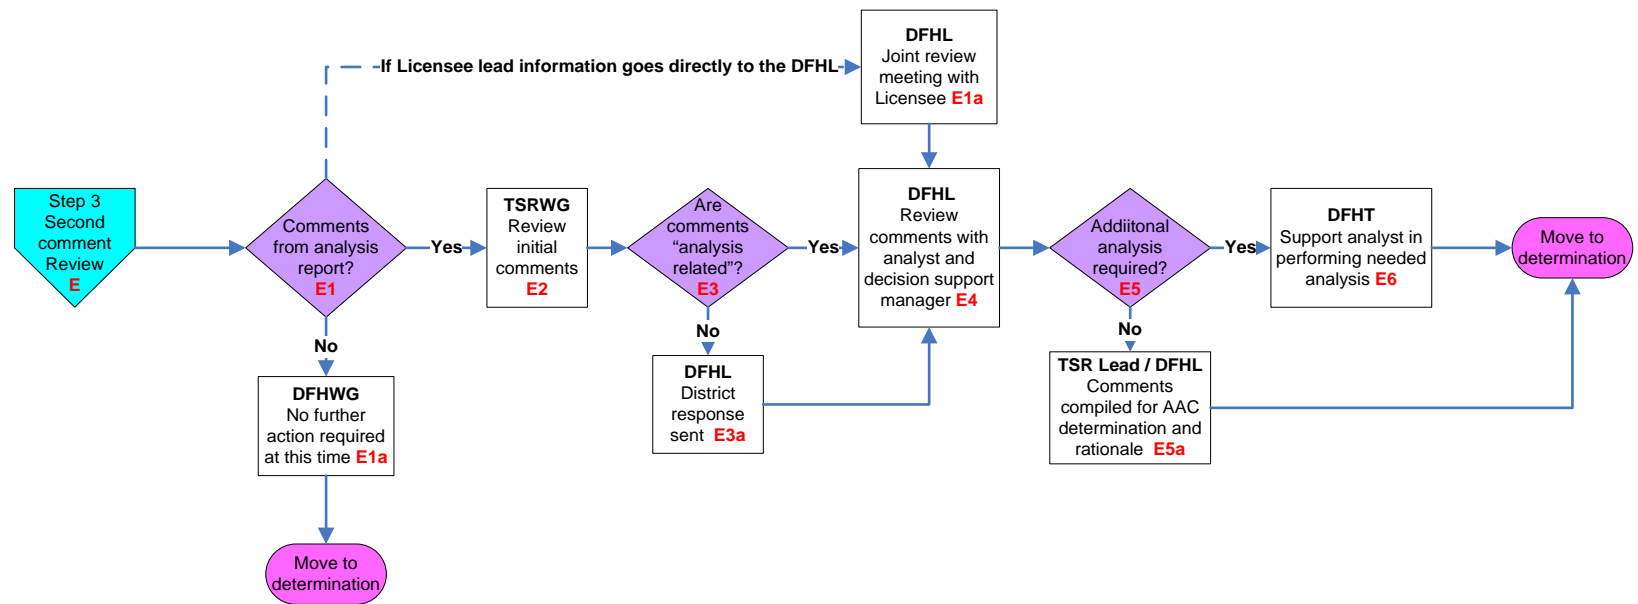 If Licensee lead information goes directly to the DFHL
DFHL
Joint review
meeting with
Licensee E1a
Step 3
Second
comment
Review
E
Comments
from analysis
report?
E1
Yes
TSRWG
Review
initial
comments
E2
Are
comments
“analysis
related”?
E3
Yes
DFHL
Review
comments with
analyst and
decision support
manager E4
Addiitonal
analysis
required?
E5
Yes
DFHT
Support analyst in
performing needed
analysis E6
Move to
determination
No
DFHWG
No further
action required
at this time E1a
No
DFHL
District
response
sent E3a
No
TSR Lead / DFHL
Comments
compiled for AAC
determination and
rationale E5a
Move to
determination